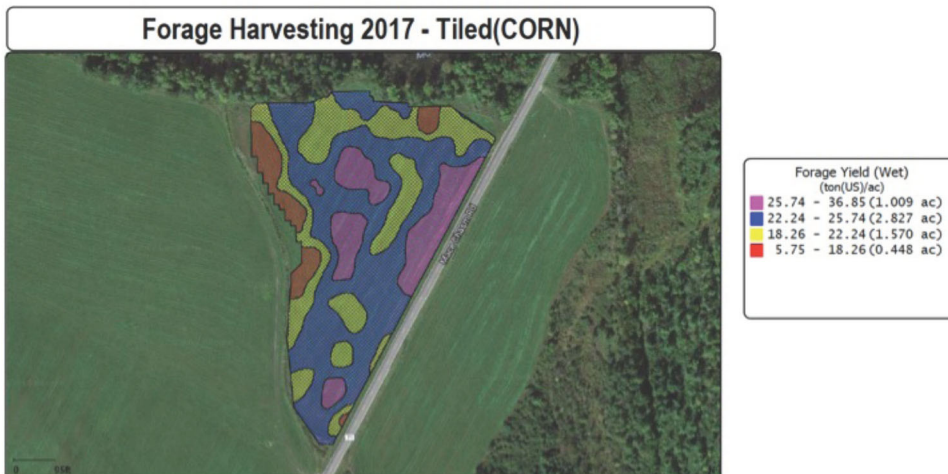 Forage Harvesting 2017 - Tiled(CORN)
Forage Yield (Wet)
(ton(US)/ac)
25.74 - 36.85 (1.009 ac)
22.24 - 25.74 (2.827 ac)
18.26 - 22.24 (1.570 ac)
5.75 - 18.26 (0.448 ac)